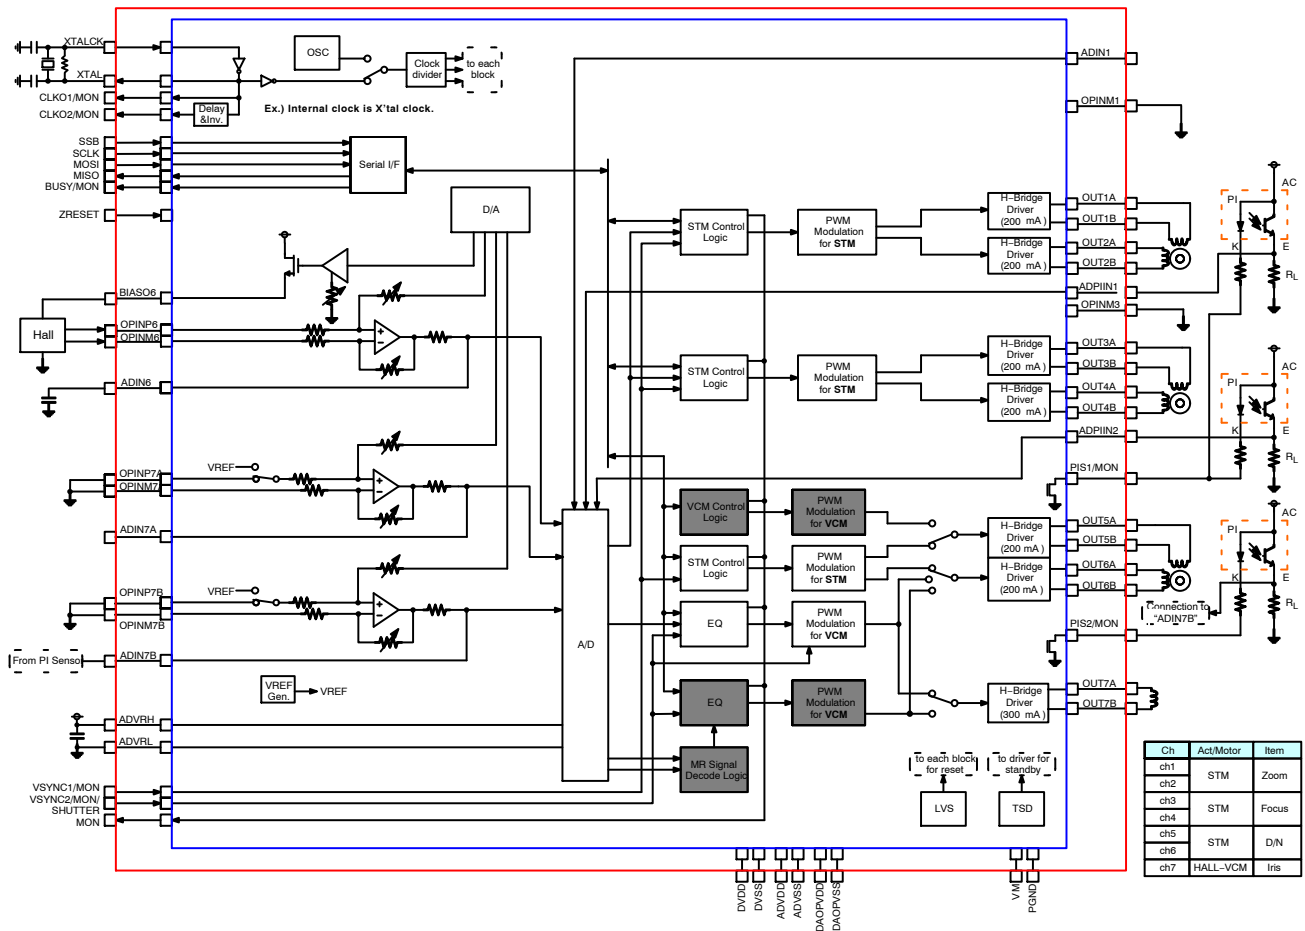 XTALCK
XTAL
CLKO1/MON
CLKO2/MON
OSC
Clock
divider
to each
block
Delay
&Inv.
Ex.) Internal clock is X'tal clock.
SSB
SCLK
MOSI
MISO
BUSY/MON
Serial I/F
ZRESET
D/A
BIASO6
Hall
OPINP6
OPINM6
ADIN6
OPINP7A
OPINM7
VREF
ADIN7A
OPINP7B
OPINM7B
VREF
From PI Senso
ADIN7B
VREF
Gen.
VREF
ADVRH
ADVRL
VSYNC1/MON
VSYNC2/MON/
SHUTTER
MON
A/D
STM Control
Logic
PWM
Modulation
for STM
H-Bridge
Driver
(200 mA)
H-Bridge
Driver
(200 mA)
STM Control
Logic
PWM
Modulation
for STM
H-Bridge
Driver
(200 mA)
H-Bridge
Driver
(200 mA)
VCM Control
Logic
PWM
Modulation
for VCM
STM Control
Logic
PWM
Modulation
for STM
H-Bridge
Driver
(200 mA)
H-Bridge
Driver
(200 mA)
EQ
PWM
Modulation
for VCM
EQ
PWM
Modulation
for VCM
H-Bridge
Driver
(300 mA)
MR Signal
Decode Logic
to each block
for reset
to driver for
standby
LVS
TSD
ADIN1
OPINM1
OUT1A
OUT1B
OUT2A
OUT2B
ADPIIN1
OPINM3
OUT3A
OUT3B
OUT4A
OUT4B
ADPIIN2
PIS1/MON
OUT5A
OUT5B
OUT6A
OUT6B
PIS2/MON
OUT7A
OUT7B
AC
PI
K
E
RL
AC
PI
K
E
RL
AC
PI
K
E
RL
Connection to
"ADIN7B"
DVDD
DVSS
ADVDD
ADVSS
DAOPVDD
DAOPVSS
VM
PGND
Ch Act/Motor Item
ch1
STM Zoom
ch2
ch3
STM Focus
ch4
ch5
STM D/N
ch6
ch7 HALL-VCM Iris